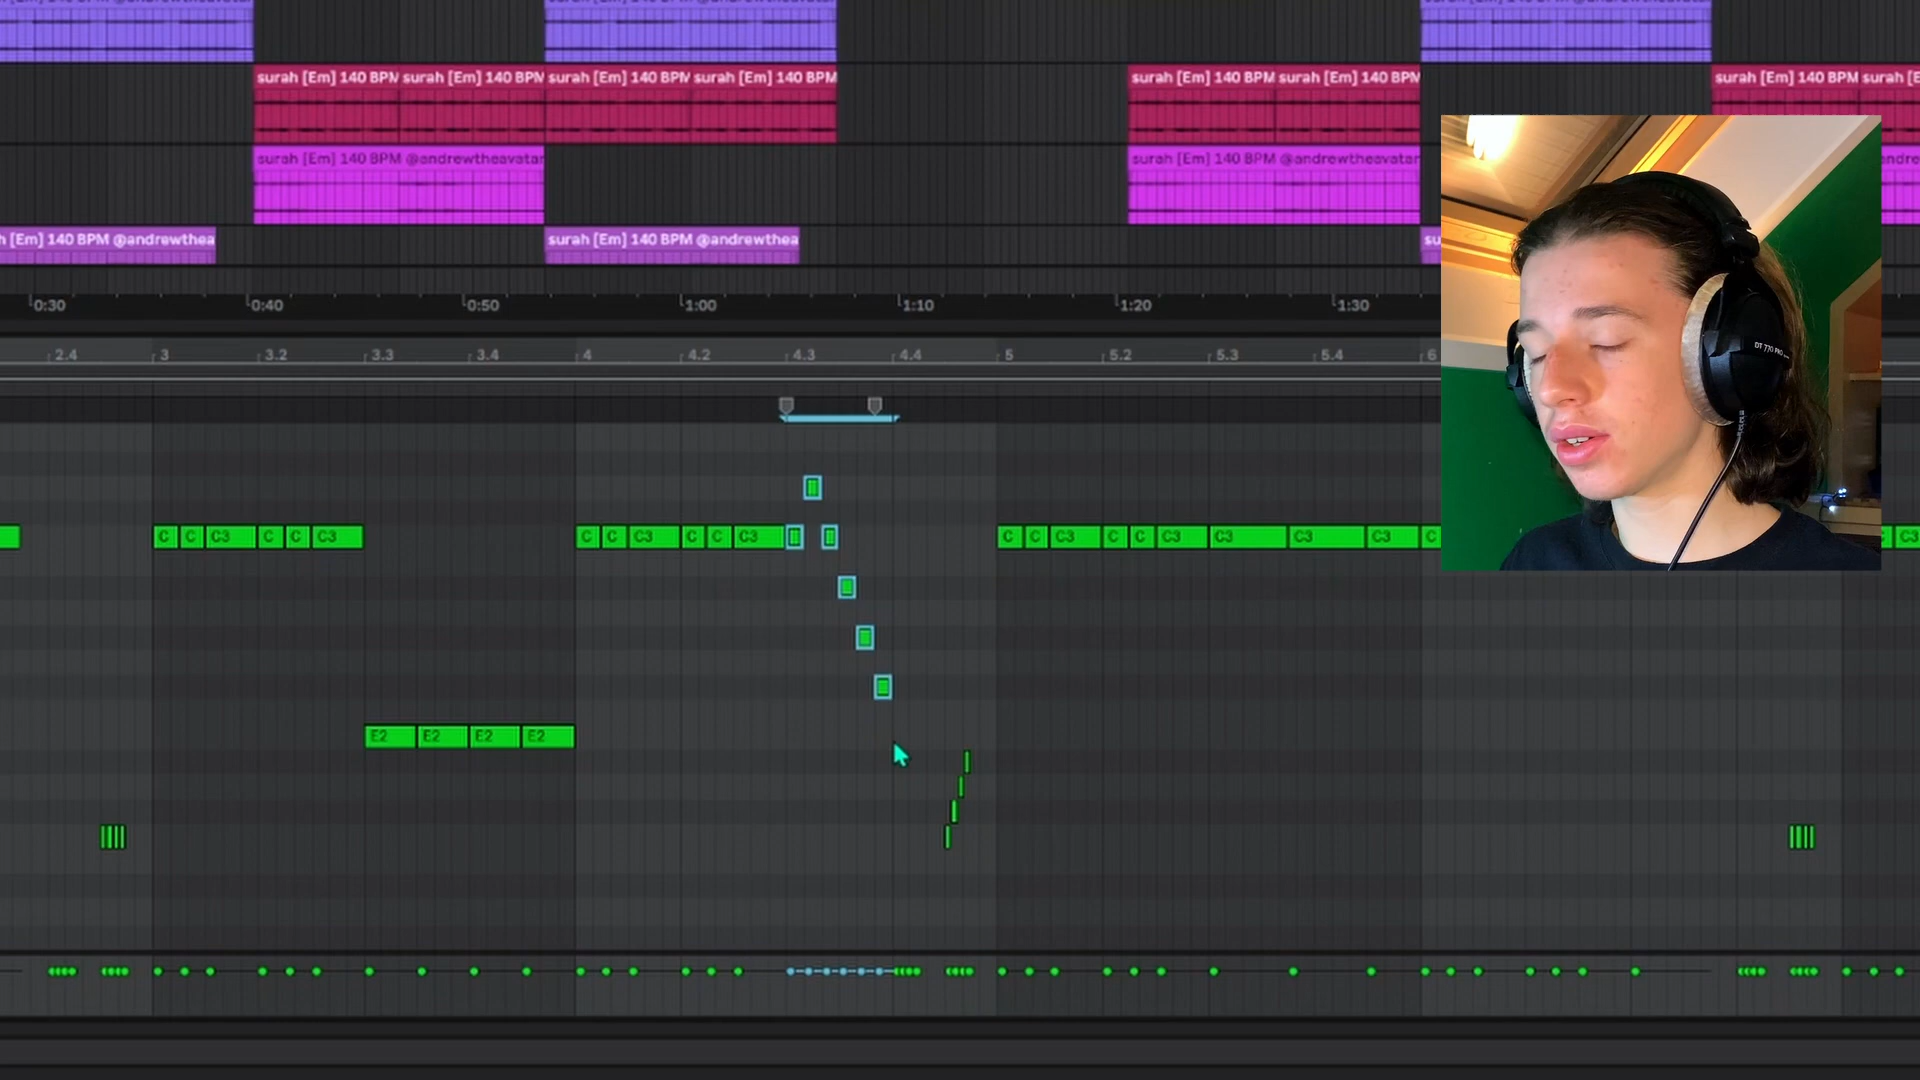 surah [Em] 140 BPM surah [Em] 140 BPM surah [Em] 140 BPM surah [Em] 140 BPM surah [Em] 140 BPM surah [Em] 140 BPM surah [Em] 140 BPM
surah [Em] 140 BPM @andrewtheavatar surah [Em] 140 BPM @andrewtheavatar
[Em] 140 BPM @andrewthea surah [Em] 140 BPM @andrewthea su
0:30 0:40 0:50 1:00 1:10 1:20 1:30
2.4 3 3.2 3.3 3.4 4 4.2 4.3 4.4 5 5.2 5.3 5.4 6
DT 770 PRO
C C C3 C C C3 C C C3 C C C3 C C C3 C C C3 C3 C3 C3 C C3
E2 E2 E2 E2